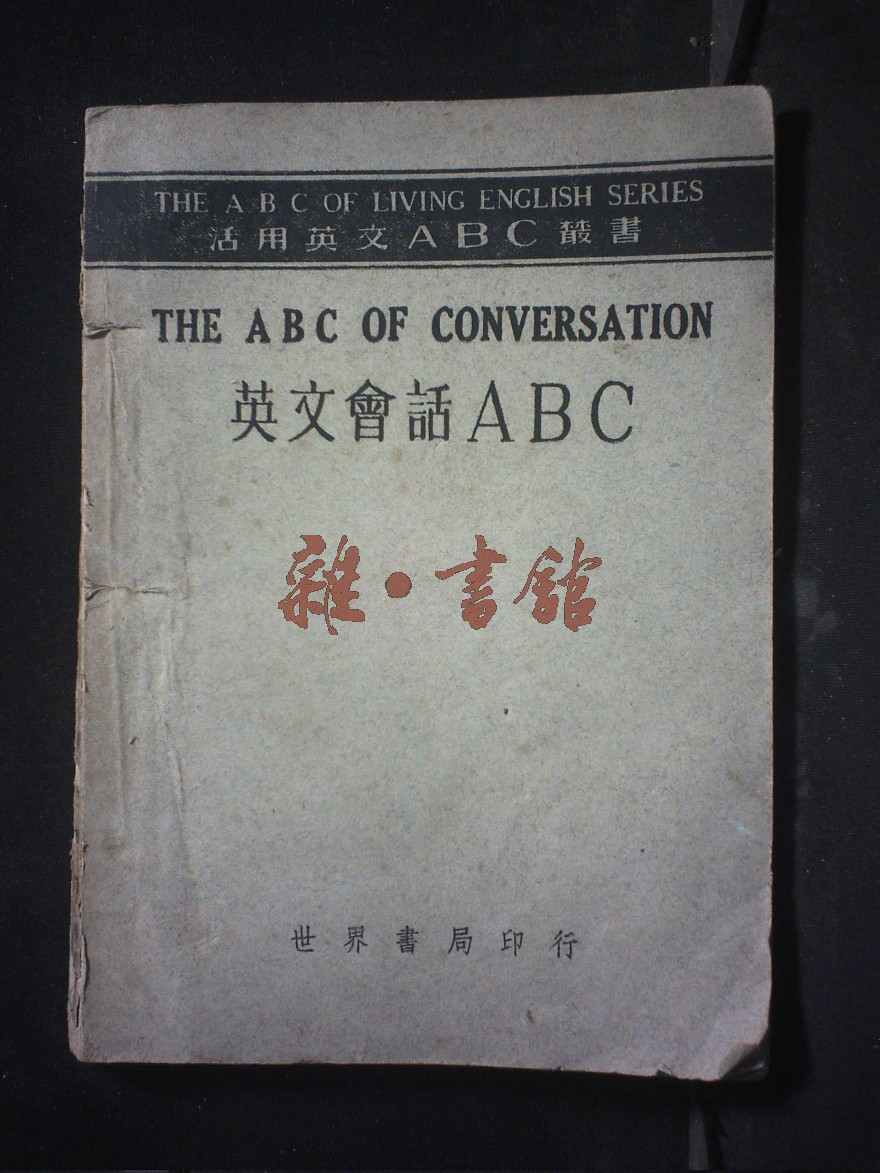 THE A B C OF LIVING ENGLISH SERIES
活用英文ABC叢書
THE ABC OF CONVERSATION
英文會話ABC
雜•書館
世界書局印行